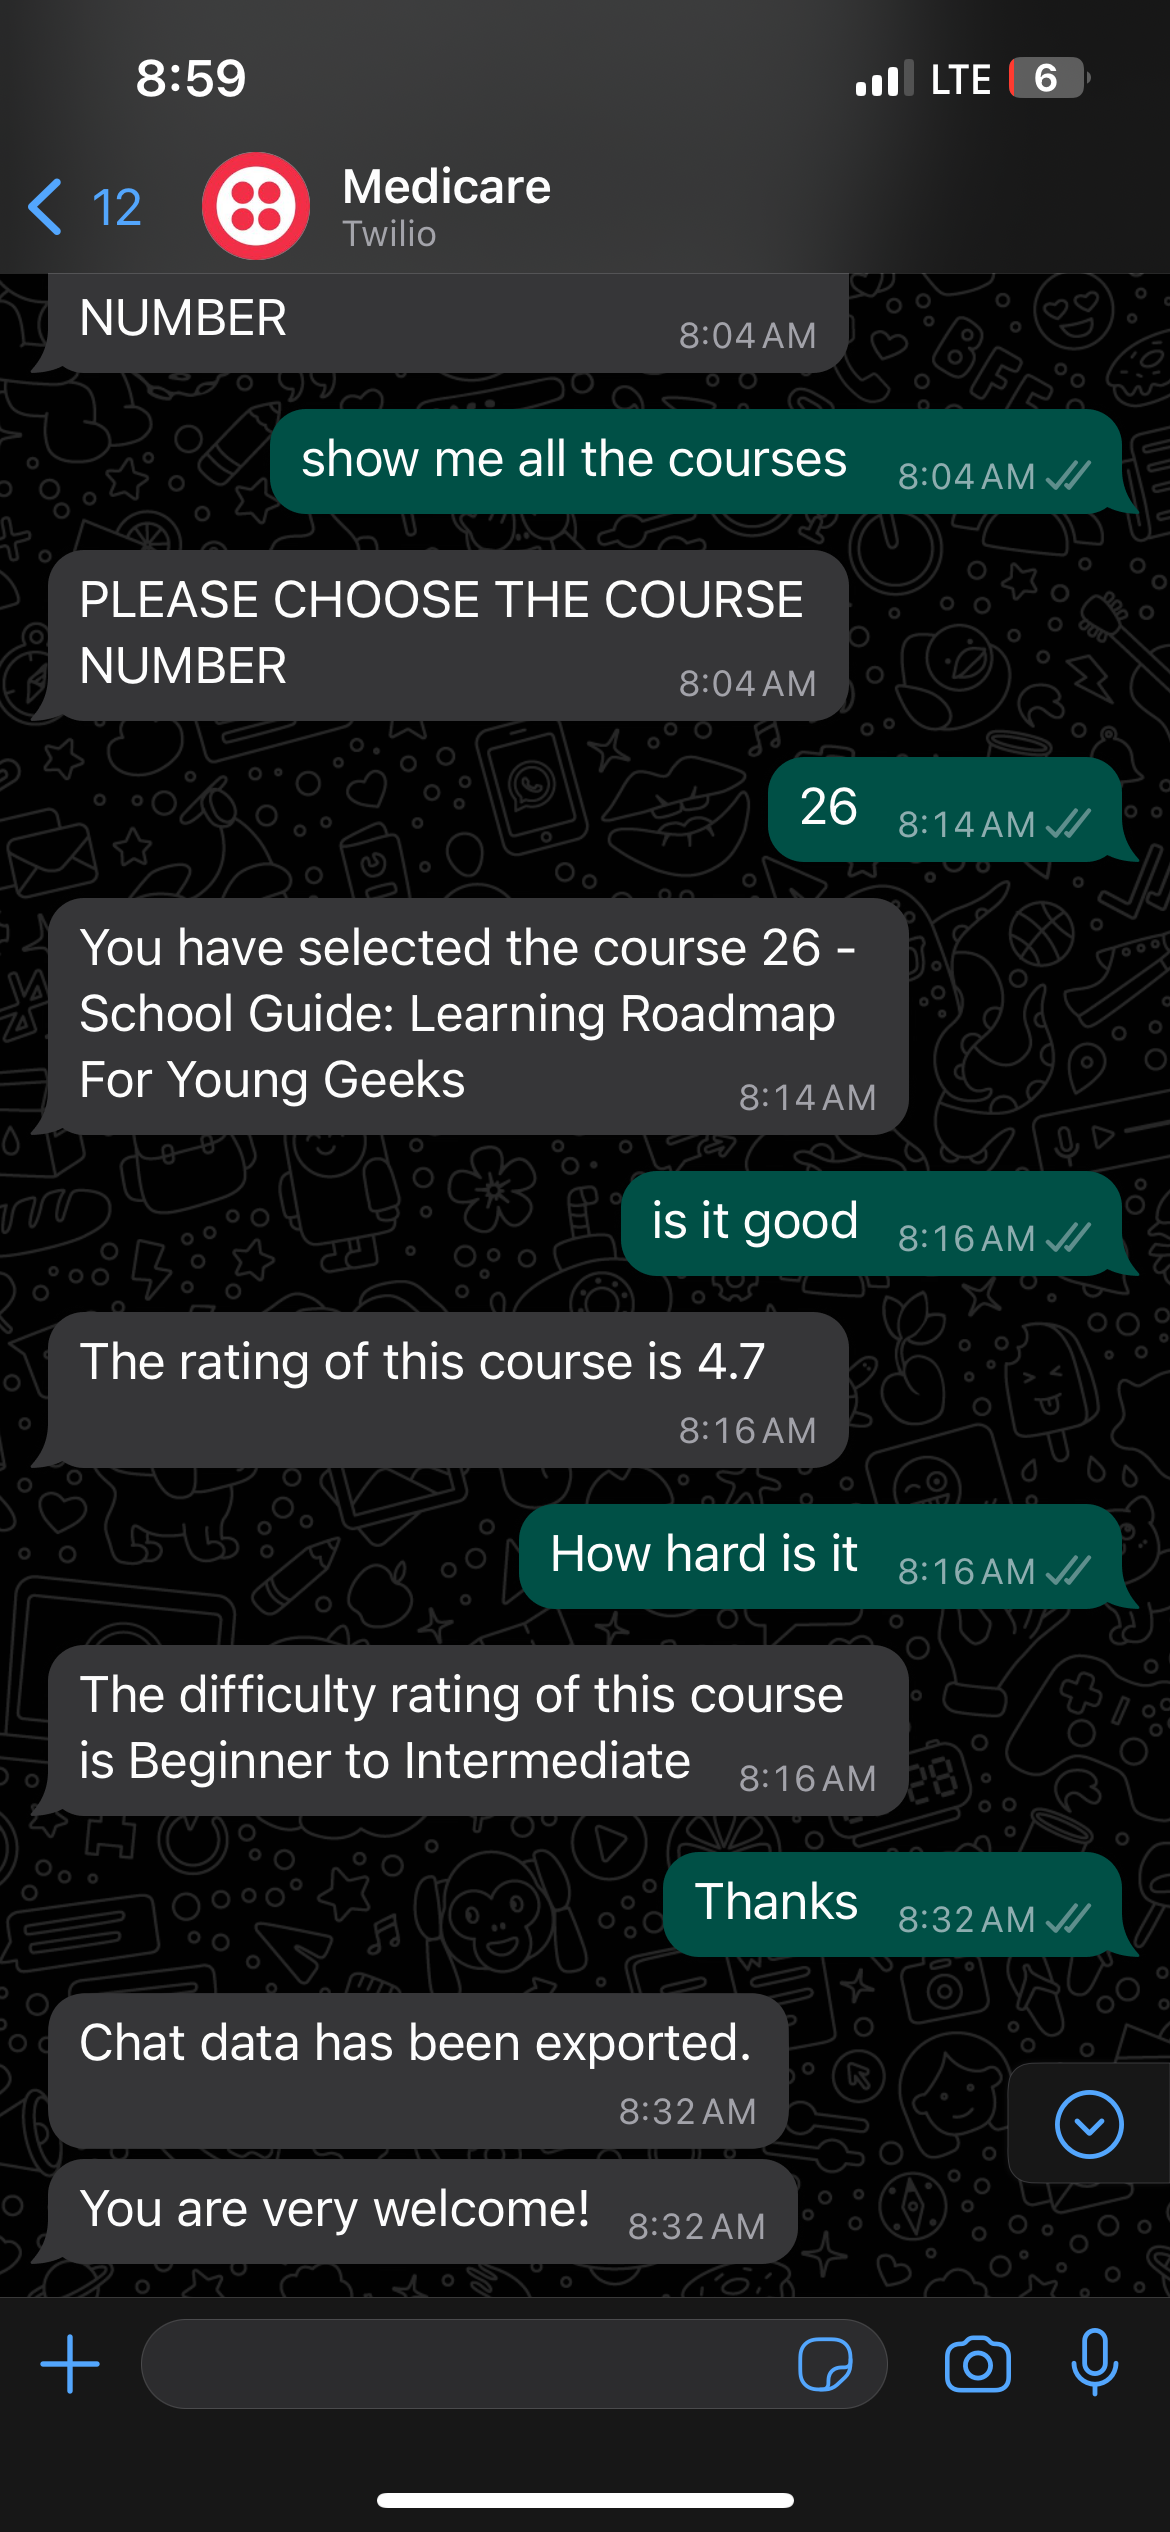 8:59
LTE 6
12
Medicare
Twilio
NUMBER
8:04 AM
show me all the courses
8:04 AM
PLEASE CHOOSE THE COURSE
NUMBER
8:04 AM
26
8:14 AM
You have selected the course 26 -
School Guide: Learning Roadmap
For Young Geeks
8:14 AM
is it good
8:16 AM
The rating of this course is 4.7
8:16 AM
How hard is it
8:16 AM
The difficulty rating of this course
is Beginner to Intermediate
8:16 AM
Thanks
8:32 AM
Chat data has been exported.
8:32 AM
You are very welcome!
8:32 AM